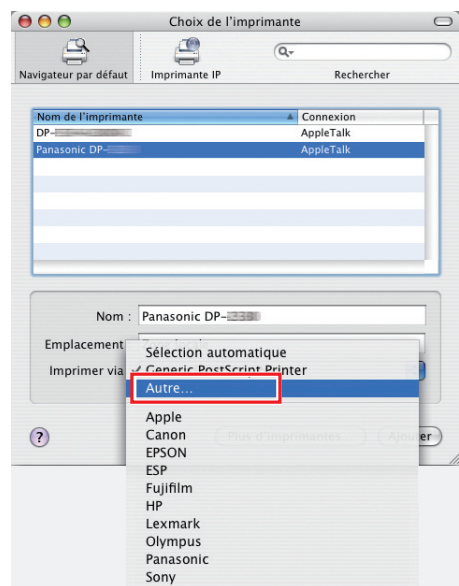 Choix de l'imprimante
Navigateur par défaut Imprimante IP Rechercher
Nom de l'imprimante Connexion
DP- AppleTalk
Panasonic DP- AppleTalk
Nom : Panasonic DP-
Emplacement
Sélection automatique
Imprimer via ✓ Generic PostScript Printer
Autre...
Apple
Canon
Plus d'imprimantes... Ajouter
EPSON
ESP
Fujifilm
HP
Lexmark
Olympus
Panasonic
Sony